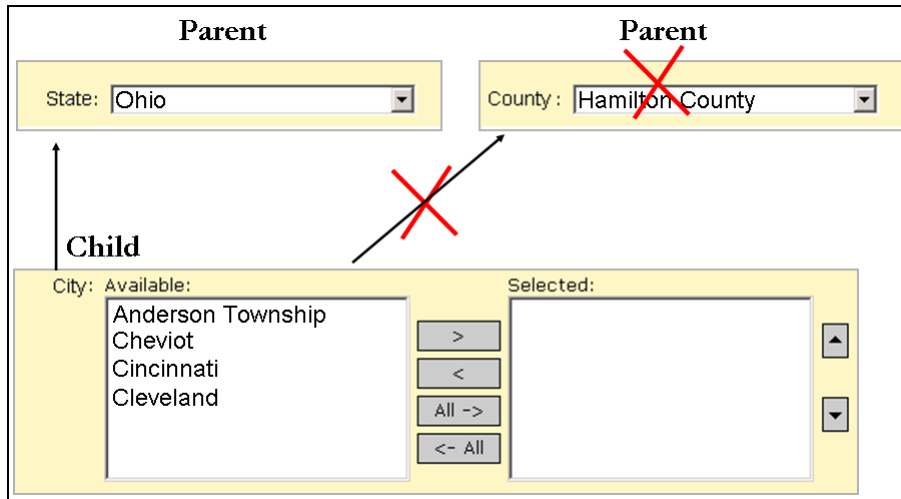 Parent Parent
State: Ohio County : Hamilton County
Child
City: Available: Selected:
Anderson Township
Cheviot
Cincinnati
Cleveland
>
<
All ->
<- All